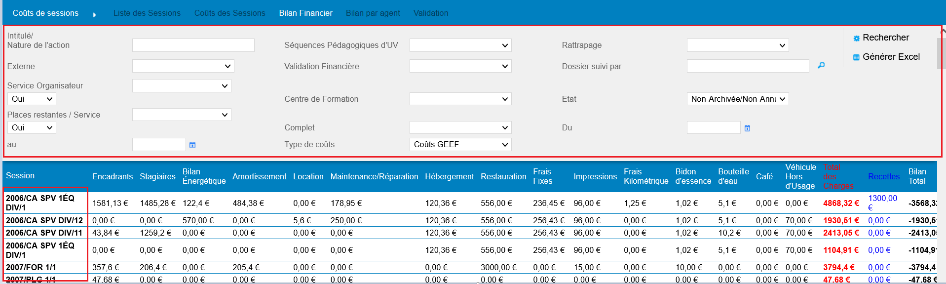 Coûts de sessions Liste des Sessions Coûts des Sessions Bilan Financier Bilan par agent Validation
Intitulé/
Nature de l'action Séquences Pédagogiques d'UV Rattrapage Rechercher
Externe Validation Financière Dossier suivi par Générer Excel
Service Organisateur
Oui Centre de Formation Etat Non Archivée/Non Ann
Places restantes / Service
Oui Complet Du
au Type de coûts Coûts GEEF
Session Encadrants Stagiaires Bilan Energétique Amortissement Location Maintenance/Réparation Hébergement Restauration Frais Fixes Impressions Frais Kilométrique Bidon d'essence Bouteille d'eau Café Véhicule Hors d'Usage Recettes Bilan Total
2006/CA SPV 1ÉQ DIV/1 1581,13 € 1485,28 € 122,4 € 484,38 € 0,00 € 178,95 € 120,36 € 556,00 € 236,45 € 96,00 € 1,25 € 1,02 € 5,1 € 0,00 € 0,00 € 4868,32 € 1300,00 € -3568,32
2006/CA SPV DIV/12 0,00 € 0,00 € 570,00 € 0,00 € 5,6 € 250,00 € 120,36 € 556,00 € 256,43 € 96,00 € 0,00 € 1,02 € 5,1 € 0,00 € 70,00 € 1930,51 € 0,00 € -1930,5
2006/CA SPV DIV/11 43,84 € 1259,2 € 0,00 € 0,00 € 0,00 € 0,00 € 120,36 € 556,00 € 256,43 € 96,00 € 0,00 € 1,02 € 10,2 € 0,00 € 70,00 € 2413,05 € 0,00 € -2413,0
2006/CA SPV 1ÉQ DIV/1 0,00 € 0,00 € 0,00 € 0,00 € 0,00 € 0,00 € 120,36 € 556,00 € 256,43 € 96,00 € 0,00 € 1,02 € 5,1 € 0,00 € 70,00 € 1104,91 € 0,00 € -1104,9
2007/FOR 1/1 357,6 € 206,4 € 0,00 € 205,4 € 0,00 € 0,00 € 0,00 € 3000,00 € 0,00 € 15,00 € 0,00 € 10,00 € 0,00 € 0,00 € 0,00 € 3794,4 € 0,00 € -3794,4
2007/PLG 1/1 47,68 € 0,00 € 0,00 € 0,00 € 0,00 € 0,00 € 0,00 € 0,00 € 0,00 € 0,00 € 0,00 € 0,00 € 0,00 € 0,00 € 0,00 € 47,68 € 0,00 € -47,68